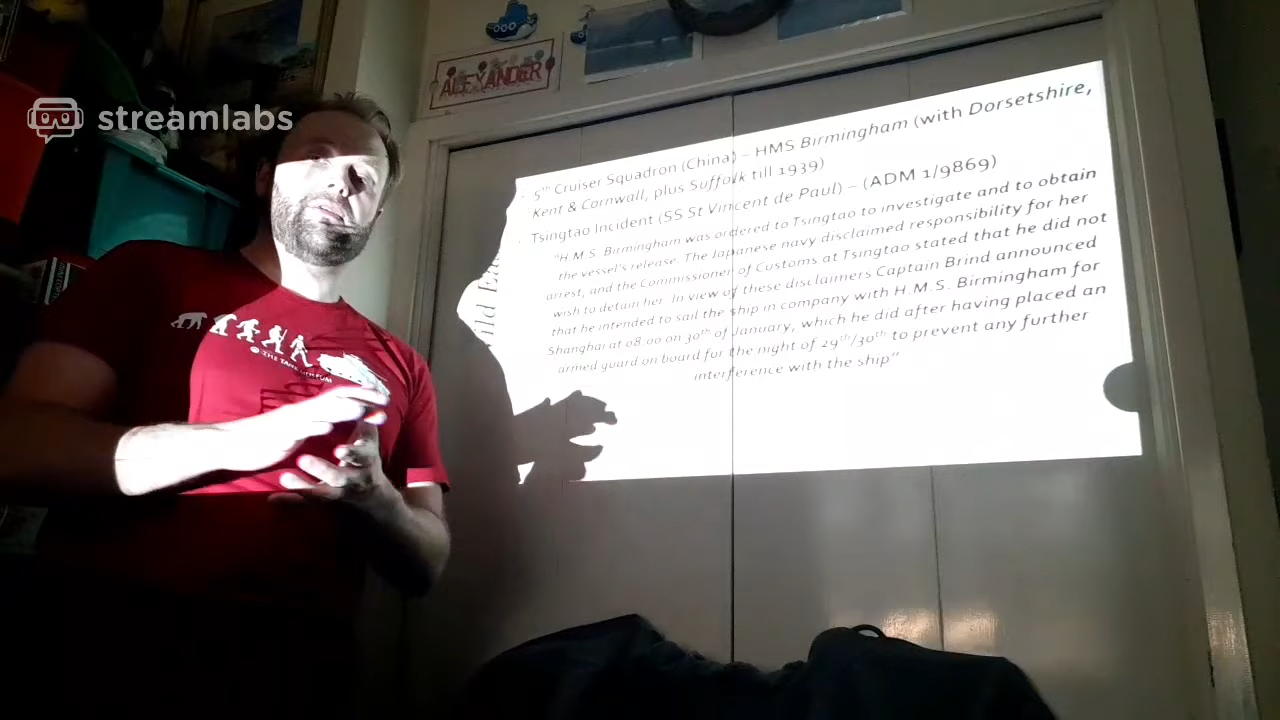 streamlabs
ALEXANDER
5th Cruiser Squadron (China) – HMS Birmingham (with Dorsetshire,
Kent & Cornwall, plus Suffolk till 1939)
Tsingtao Incident (SS St Vincent de Paul) – (ADM 1/9869)
"H.M.S. Birmingham was ordered to Tsingtao to investigate and to obtain
the vessel's release. The Japanese navy disclaimed responsibility for her
arrest, and the Commissioner of Customs at Tsingtao stated that he did not
wish to detain her. In view of these disclaimers Captain Brind announced
that he intended to sail the ship in company with H.M.S. Birmingham for
Shanghai at 08.00 on 30th of January, which he did after having placed an
armed guard on board for the night of 29th/30th to prevent any further
interference with the ship"
THE TANK MUSEUM